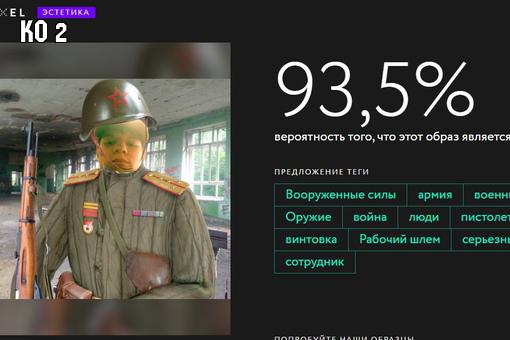 XEL ЭСТЕТИКА
КО 2
93,5%
вероятность того, что этот образ является
ПРЕДЛОЖЕНИЕ ТЕГИ
Вооруженные силы армия военн
Оружие война люди пистолет
винтовка Рабочий шлем серьезнь
сотрудник
ПОПРОБУЙТЕ НАШИ ОБРАЗЦЫ